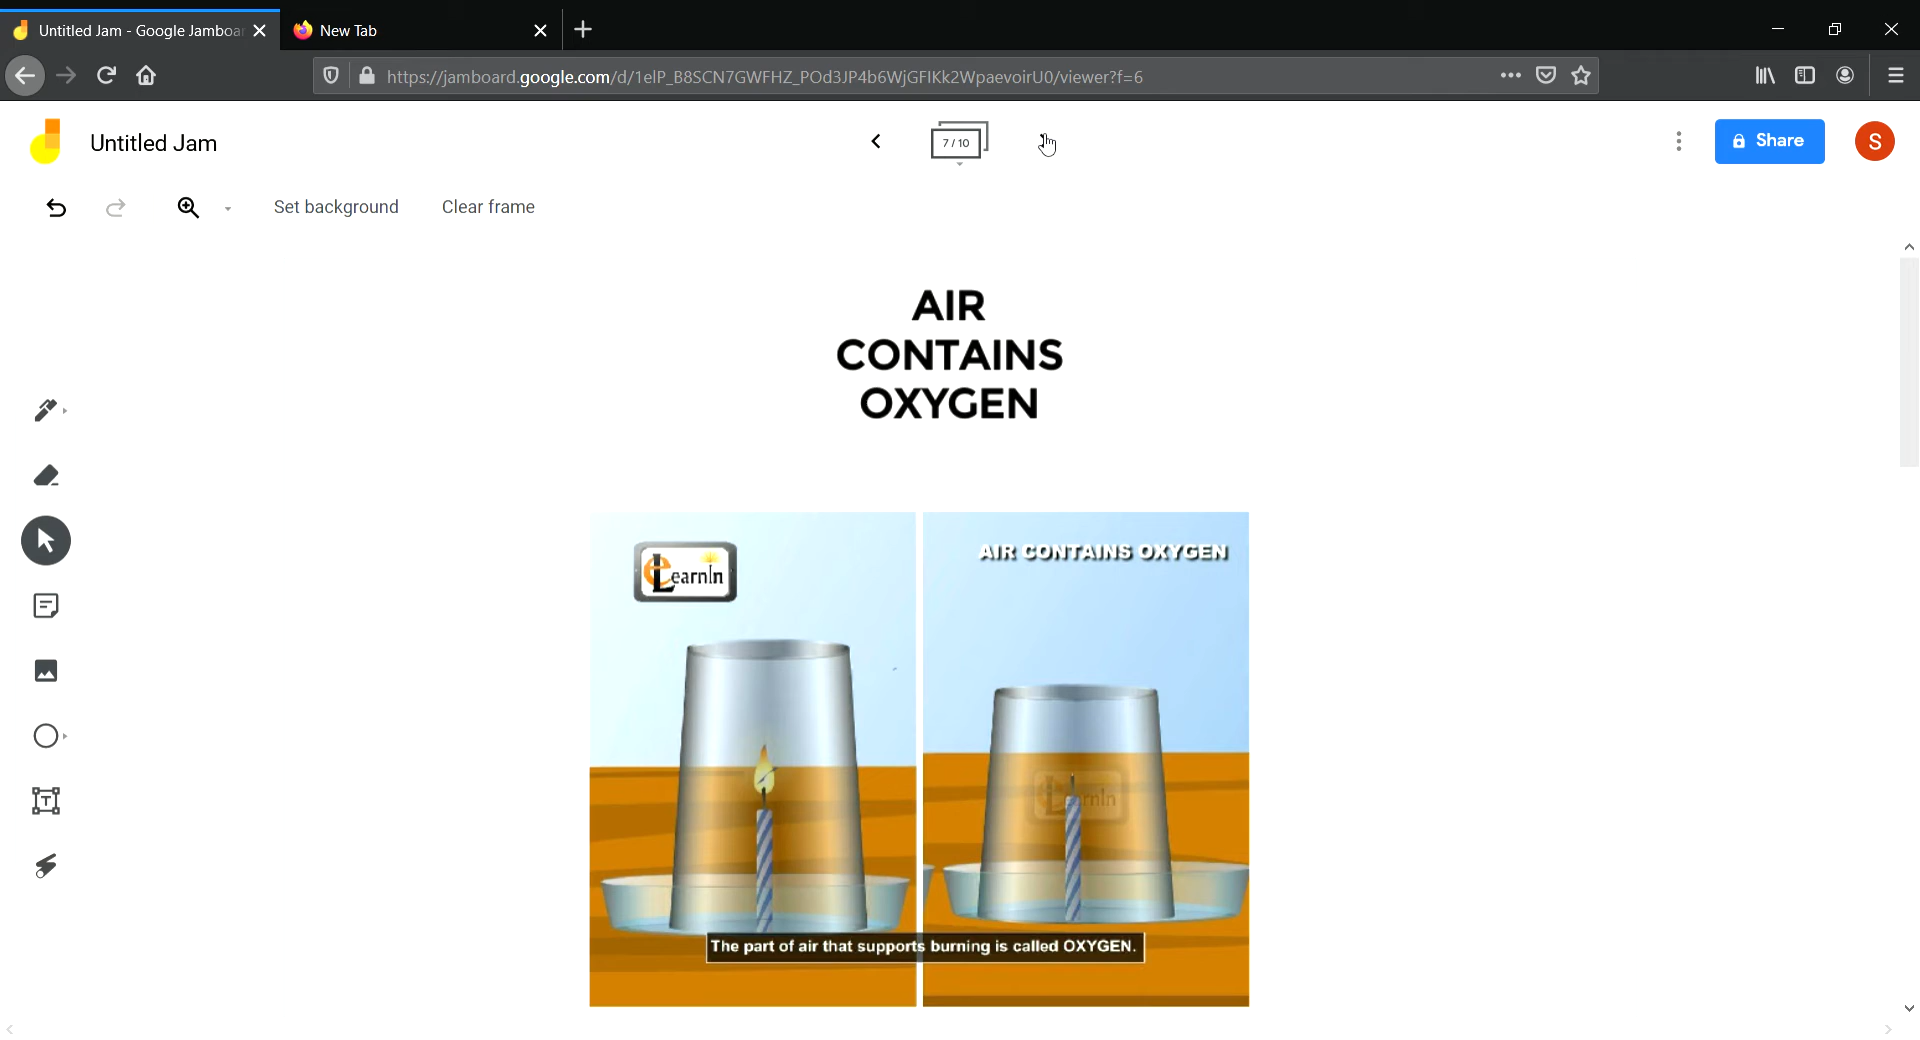 Untitled Jam - Google Jamboar
New Tab
https://jamboard.google.com/d/1elP_B8SCN7GWFHZ_POd3JP4b6WjGFIKk2WpaevoirU0/viewer?f=6
Untitled Jam
7 / 10
Share
S
Set background
Clear frame
AIR
CONTAINS
OXYGEN
eLearnIn
AIR CONTAINS OXYGEN
The part of air that supports burning is called OXYGEN.